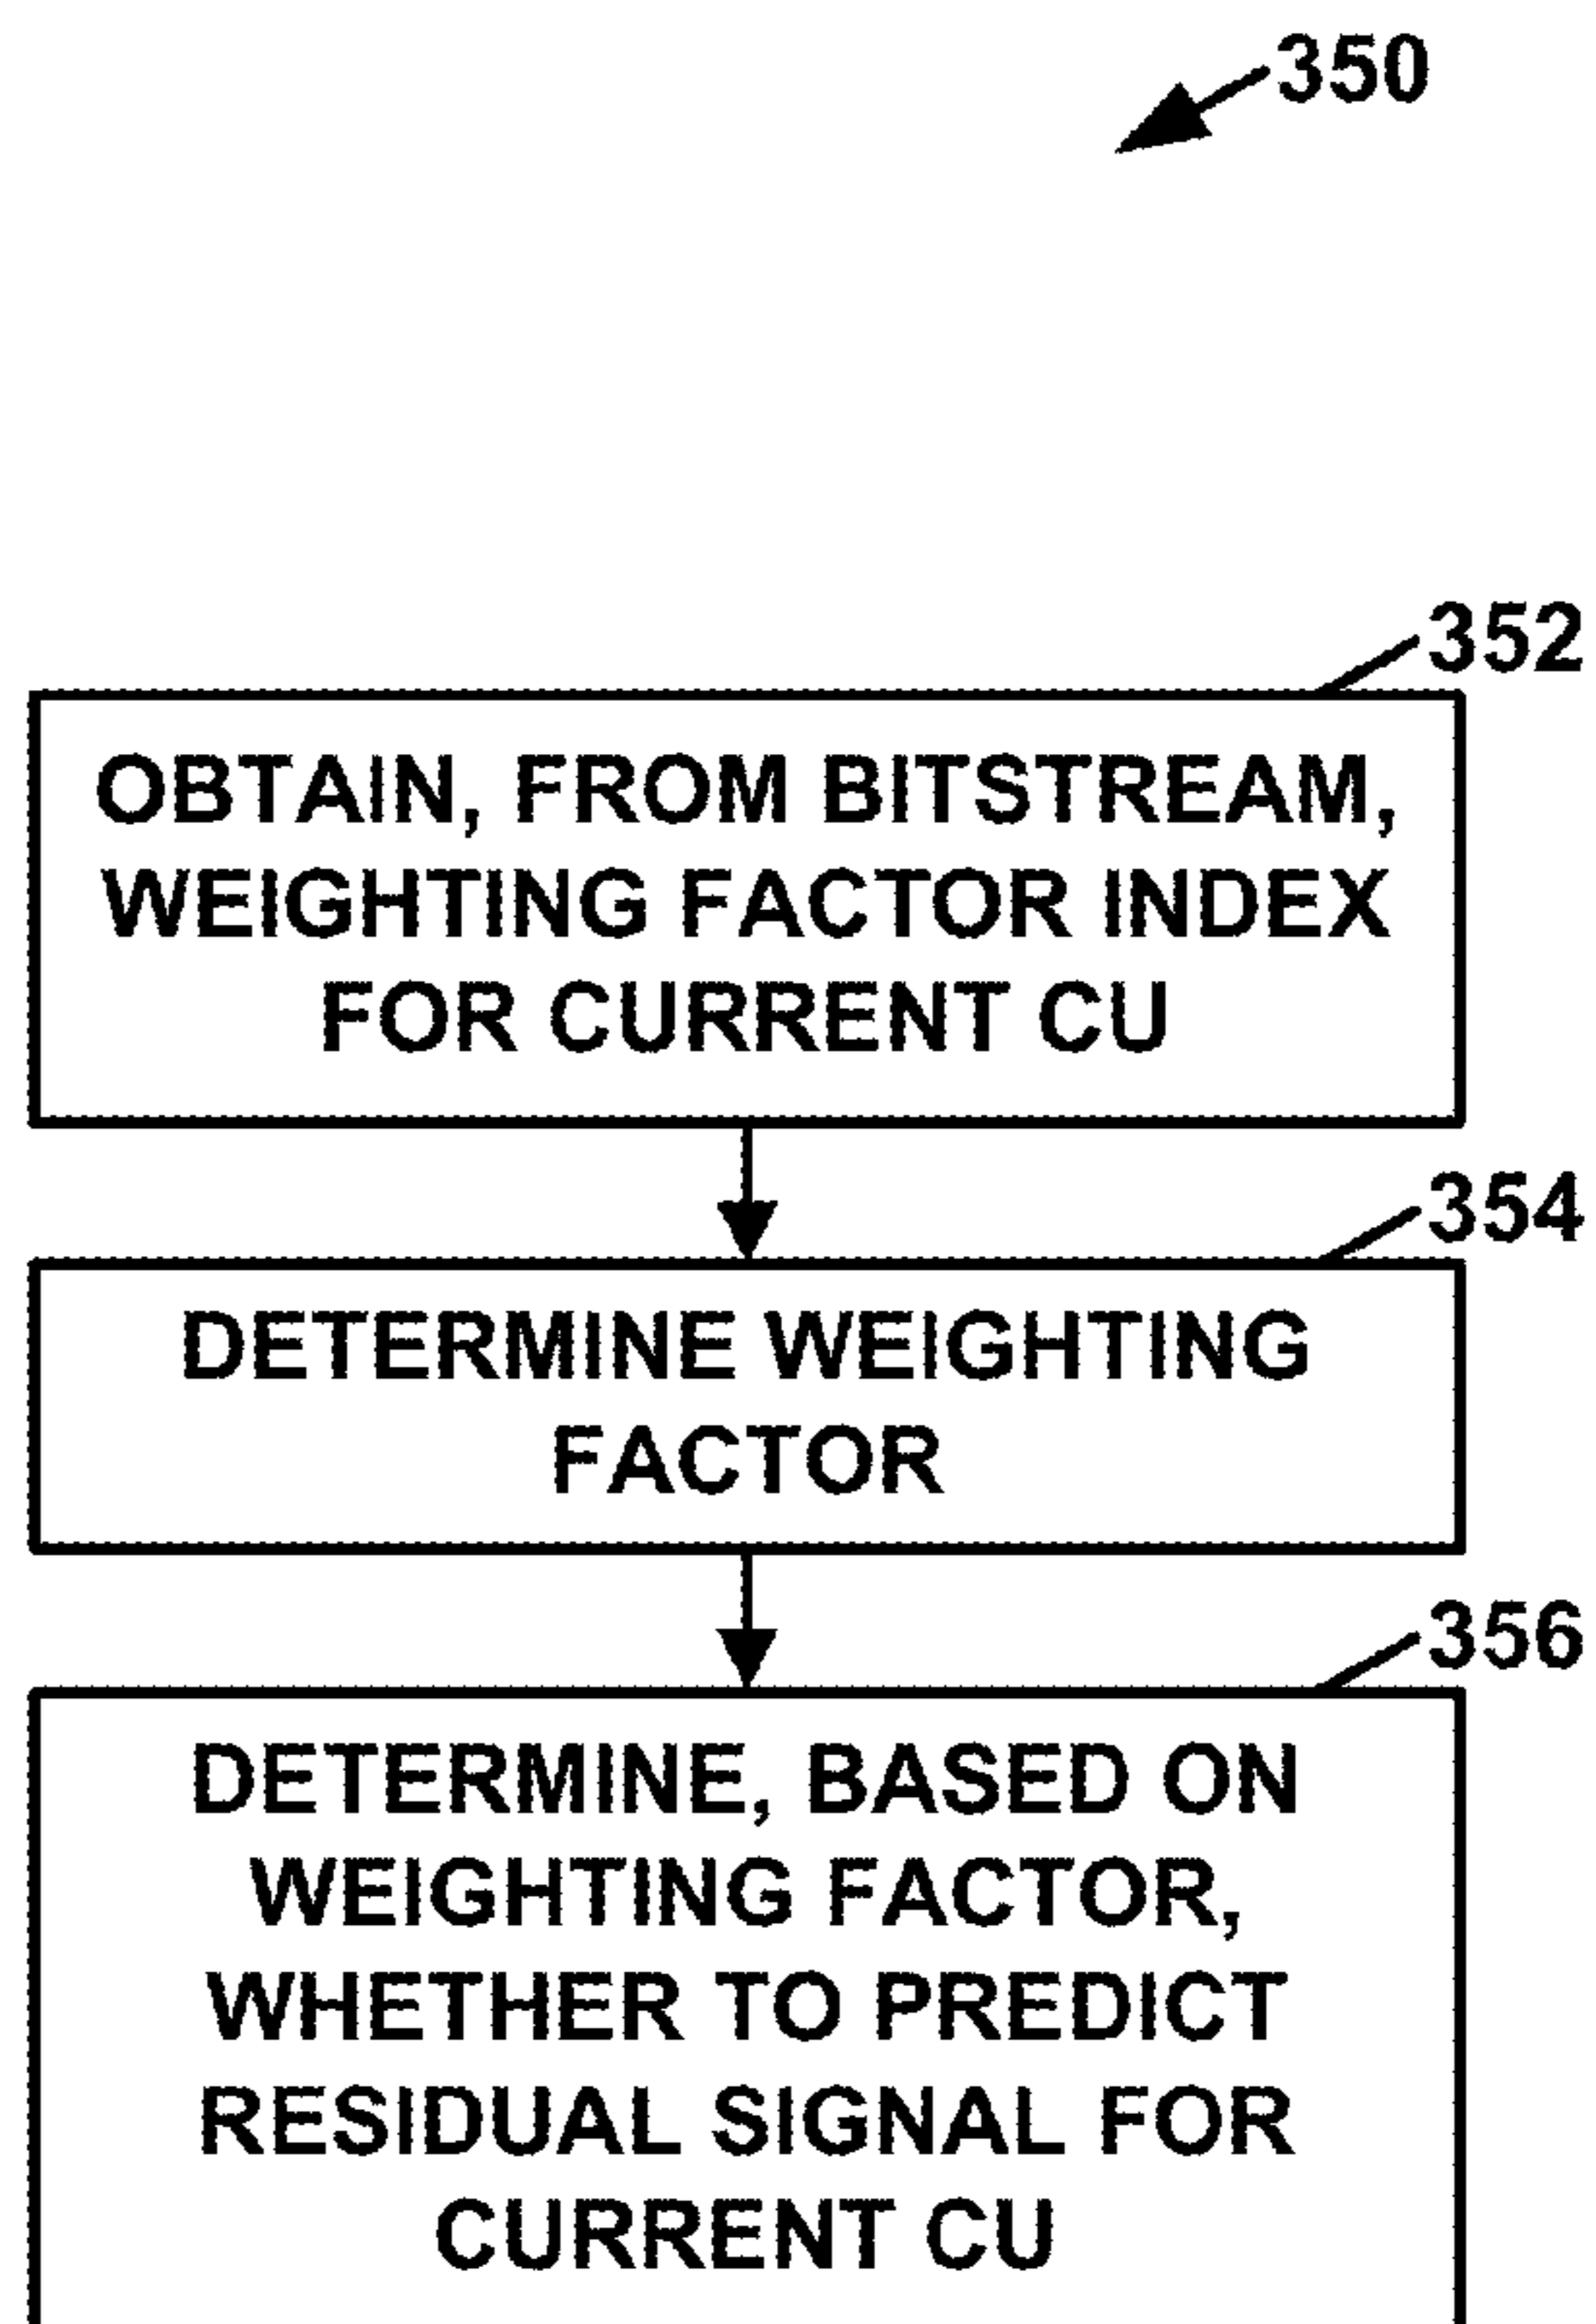 350
352
OBTAIN, FROM BITSTREAM,
WEIGHTING FACTOR INDEX
FOR CURRENT CU
354
DETERMINE WEIGHTING
FACTOR
356
DETERMINE, BASED ON
WEIGHTING FACTOR,
WHETHER TO PREDICT
RESIDUAL SIGNAL FOR
CURRENT CU